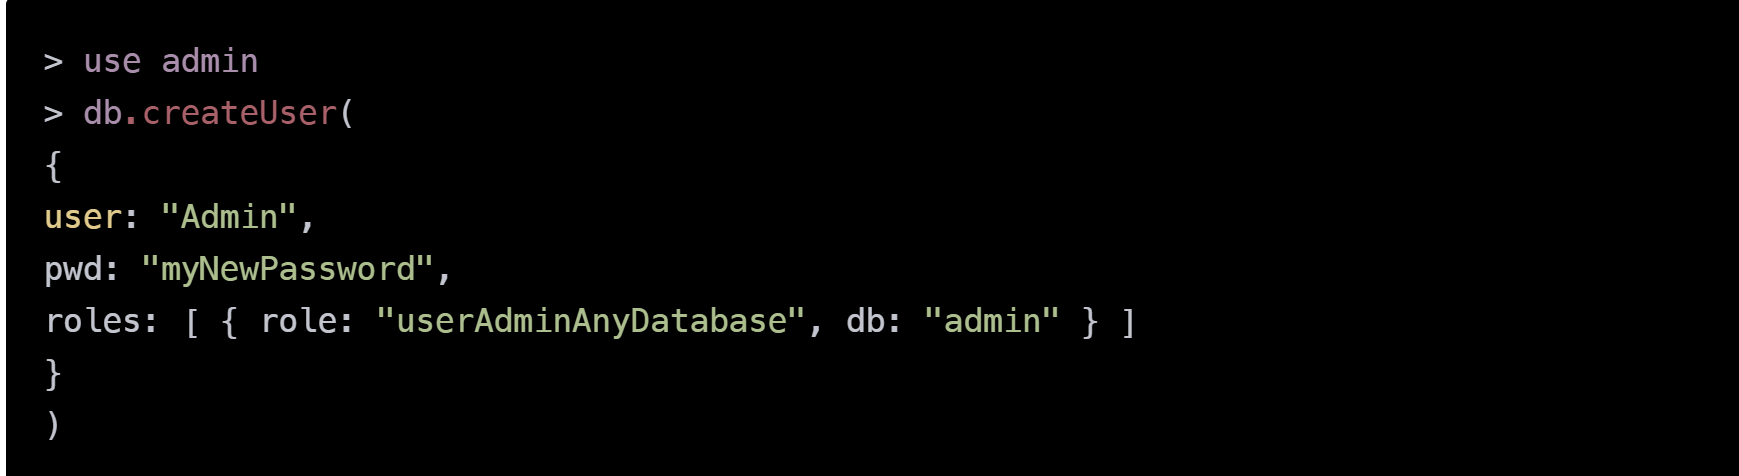 > use admin
> db.createUser(
{
user: "Admin",
pwd: "myNewPassword",
roles: [ { role: "userAdminAnyDatabase", db: "admin" } ]
}
)